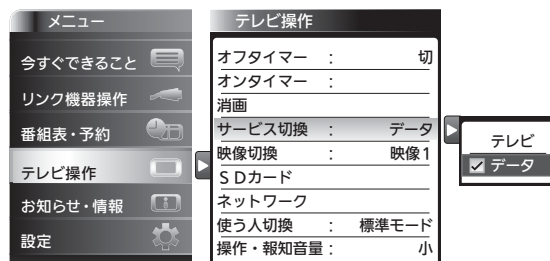 メニュー
今すぐできること
リンク機器操作
番組表・予約
テレビ操作
お知らせ・情報
設定
テレビ操作
オフタイマー : 切
オンタイマー :
消画
サービス切換 : データ
映像切換 : 映像1
SDカード
ネットワーク
使う人切換 : 標準モード
操作・報知音量 : 小
テレビ
データ